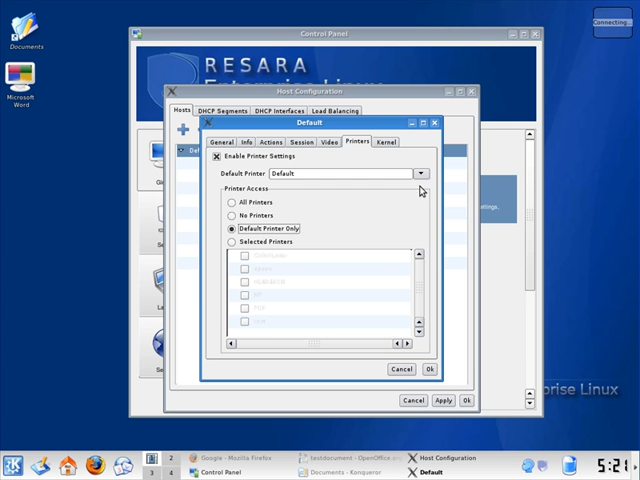 Control Panel
Connecting...
Documents
RESARA
Microsoft
Word
Host Configuration
Hosts
DHCP Segments
DHCP Interfaces
Load Balancing
Default
General
Info
Actions
Session
Video
Printers
Kernel
Enable Printer Settings
Default Printer
Default
Printer Access
All Printers
No Printers
Default Printer Only
Selected Printers
Cancel
Ok
Cancel
Apply
Ok
prise Linux
2
Google - Mozilla Firefox
testdocument - OpenOffice.org
Host Configuration
3
4
Control Panel
Documents - Konqueror
Default
5:21